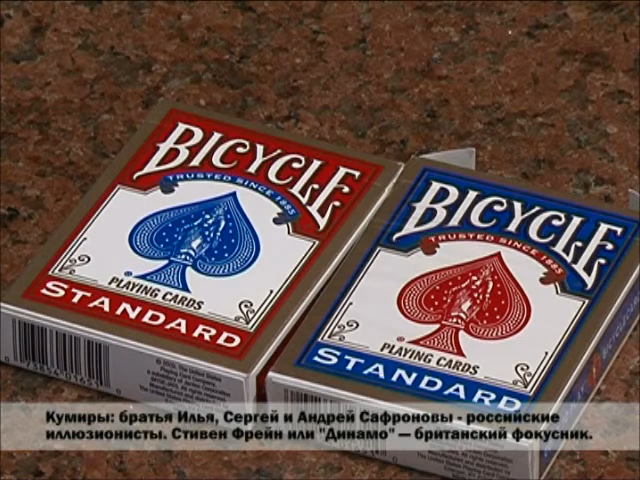 BICYCLE
TRUSTED SINCE 1885
PLAYING CARDS
STANDARD
BICYCLE
TRUSTED SINCE 1885
PLAYING CARDS
STANDARD
Кумиры: братья Илья, Сергей и Андрей Сафроновы - российские
иллюзионисты. Стивен Фрейн или "Динамо" — британский фокусник.